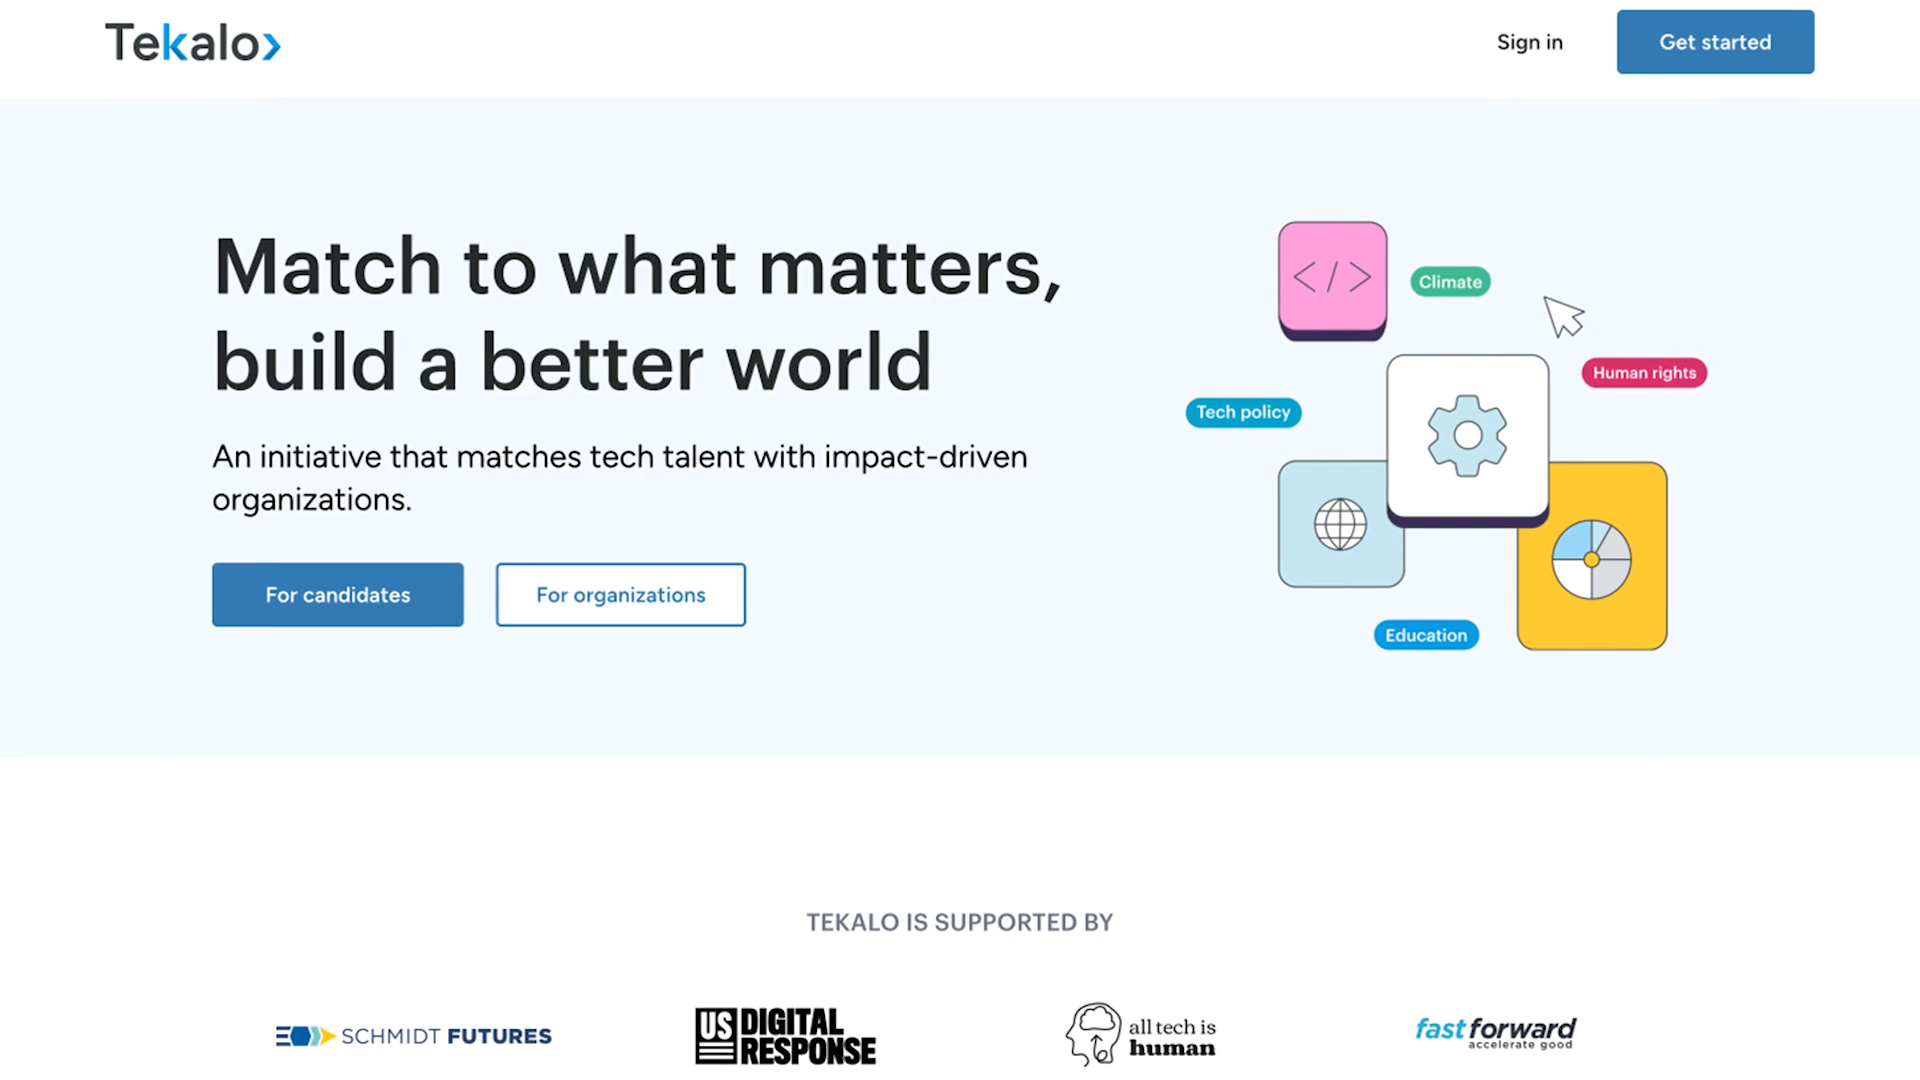 Tekalo
Sign in
Get started
Match to what matters,
build a better world
An initiative that matches tech talent with impact-driven
organizations.
For candidates
For organizations
</>
Climate
Human rights
Tech policy
Education
TEKALO IS SUPPORTED BY
SCHMIDT FUTURES
US DIGITAL
RESPONSE
all tech is
human
fast forward
accelerate good